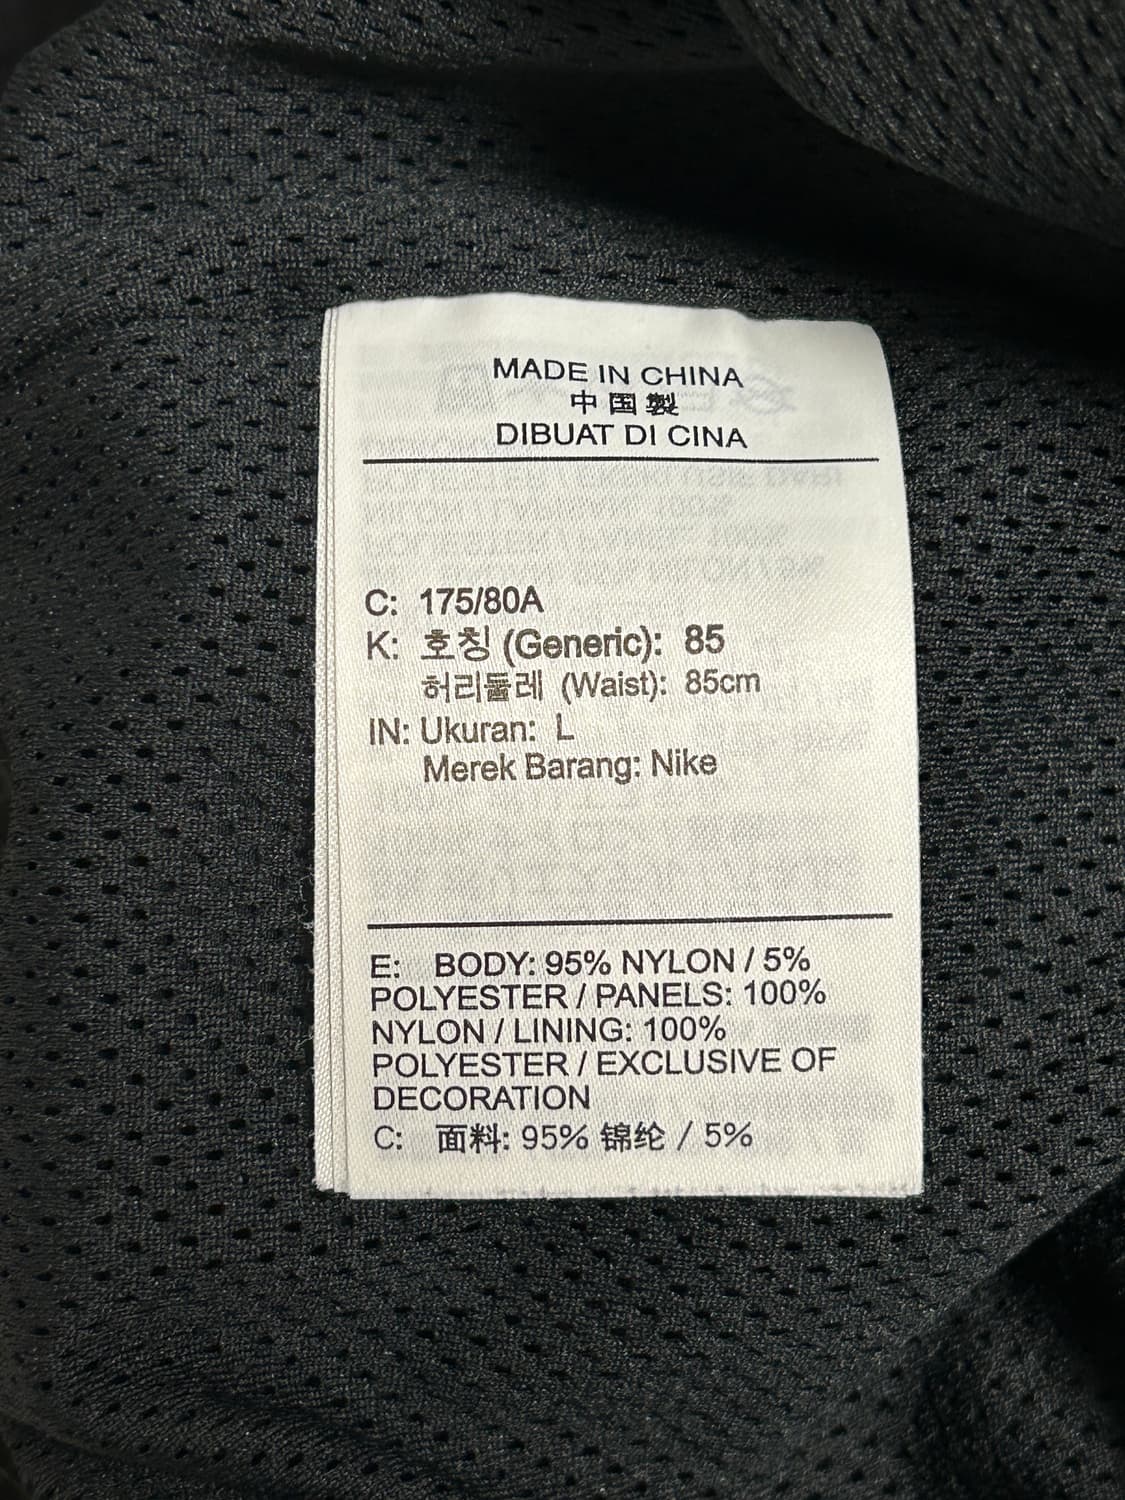 MADE IN CHINA
中国製
DIBUAT DI CINA
C: 175/80A
K: 호칭 (Generic): 85
허리둘레 (Waist): 85cm
IN: Ukuran: L
Merek Barang: Nike
E: BODY: 95% NYLON / 5%
POLYESTER / PANELS: 100%
NYLON / LINING: 100%
POLYESTER / EXCLUSIVE OF
DECORATION
C: 面料: 95% 锦纶 / 5%